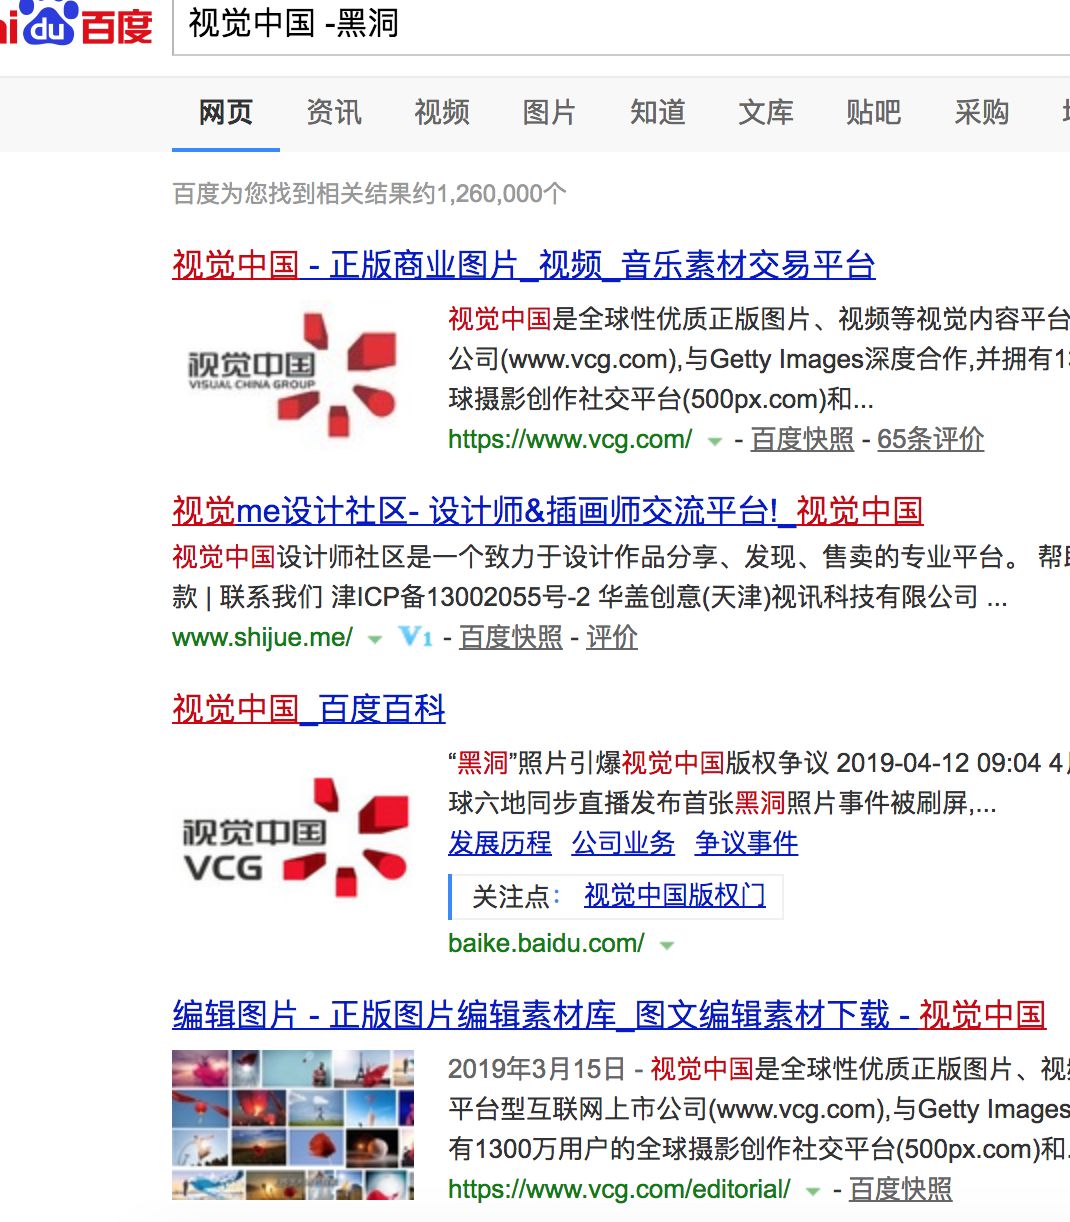 du百度
视觉中国 -黑洞
网页 资讯 视频 图片 知道 文库 贴吧 采购
百度为您找到相关结果约1,260,000个
视觉中国 - 正版商业图片_视频_音乐素材交易平台
视觉中国
VISUAL CHINA GROUP
视觉中国是全球性优质正版图片、视频等视觉内容平台
公司(www.vcg.com),与Getty Images深度合作,并拥有13
球摄影创作社交平台(500px.com)和...
https://www.vcg.com/ - 百度快照 - 65条评价
视觉me设计社区- 设计师&插画师交流平台!_视觉中国
视觉中国设计师社区是一个致力于设计作品分享、发现、售卖的专业平台。 帮助
款 | 联系我们 津ICP备13002055号-2 华盖创意(天津)视讯科技有限公司 ...
www.shijue.me/ V1 - 百度快照 - 评价
视觉中国_百度百科
视觉中国
VCG
“黑洞”照片引爆视觉中国版权争议 2019-04-12 09:04 4月
球六地同步直播发布首张黑洞照片事件被刷屏,...
发展历程 公司业务 争议事件
关注点: 视觉中国版权门
baike.baidu.com/
编辑图片 - 正版图片编辑素材库_图文编辑素材下载 - 视觉中国
2019年3月15日 - 视觉中国是全球性优质正版图片、视频
平台型互联网上市公司(www.vcg.com),与Getty Images
有1300万用户的全球摄影创作社交平台(500px.com)和.
https://www.vcg.com/editorial/ - 百度快照